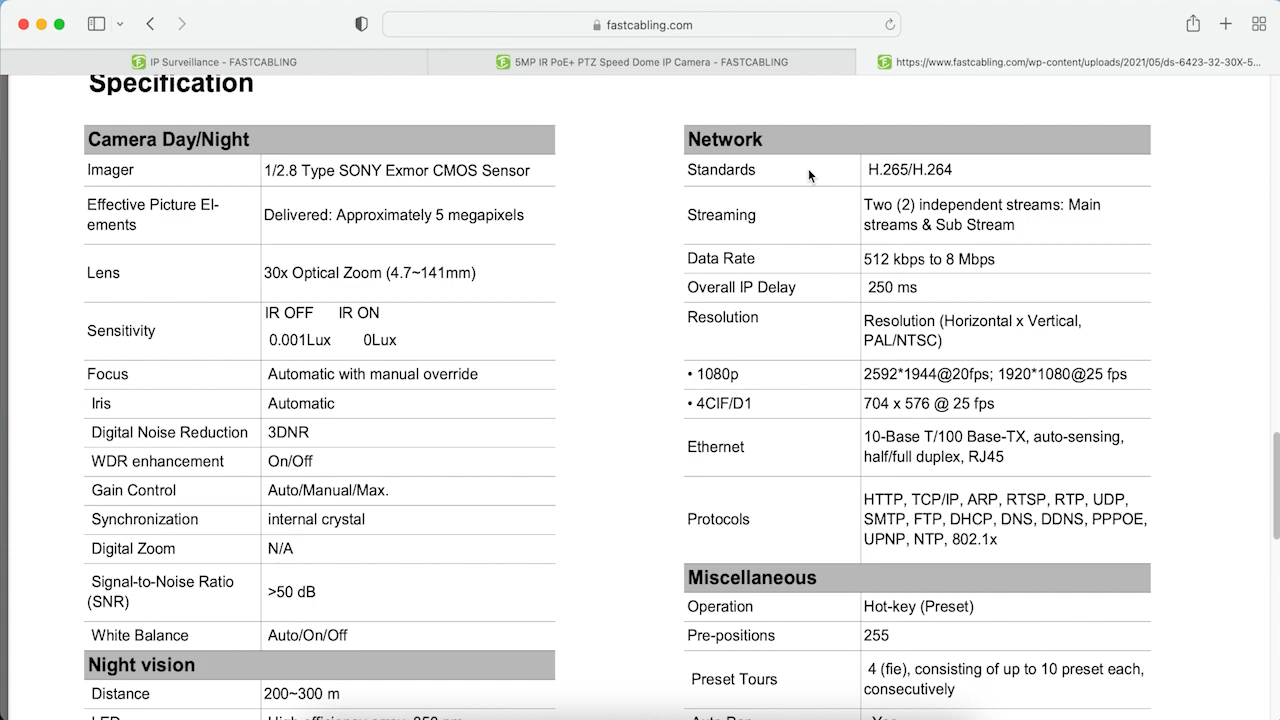 fastcabling.com
IP Surveillance - FASTCABLING
5MP IR PoE+ PTZ Speed Dome IP Camera - FASTCABLING
https://www.fastcabling.com/wp-content/uploads/2021/05/ds-6423-32-30X-5...
Specification
Camera Day/Night
Imager 1/2.8 Type SONY Exmor CMOS Sensor
Effective Picture El-
ements
Delivered: Approximately 5 megapixels
Lens 30x Optical Zoom (4.7~141mm)
Sensitivity
IR OFF IR ON
0.001Lux 0Lux
Focus Automatic with manual override
Iris Automatic
Digital Noise Reduction 3DNR
WDR enhancement On/Off
Gain Control Auto/Manual/Max.
Synchronization internal crystal
Digital Zoom N/A
Signal-to-Noise Ratio
(SNR)
>50 dB
White Balance Auto/On/Off
Night vision
Distance 200~300 m
Network
Standards H.265/H.264
Streaming
Two (2) independent streams: Main
streams & Sub Stream
Data Rate 512 kbps to 8 Mbps
Overall IP Delay 250 ms
Resolution
Resolution (Horizontal x Vertical,
PAL/NTSC)
• 1080p 2592*1944@20fps; 1920*1080@25 fps
• 4CIF/D1 704 x 576 @ 25 fps
Ethernet
10-Base T/100 Base-TX, auto-sensing,
half/full duplex, RJ45
Protocols
HTTP, TCP/IP, ARP, RTSP, RTP, UDP,
SMTP, FTP, DHCP, DNS, DDNS, PPPOE,
UPNP, NTP, 802.1x
Miscellaneous
Operation Hot-key (Preset)
Pre-positions 255
Preset Tours
4 (fie), consisting of up to 10 preset each,
consecutively